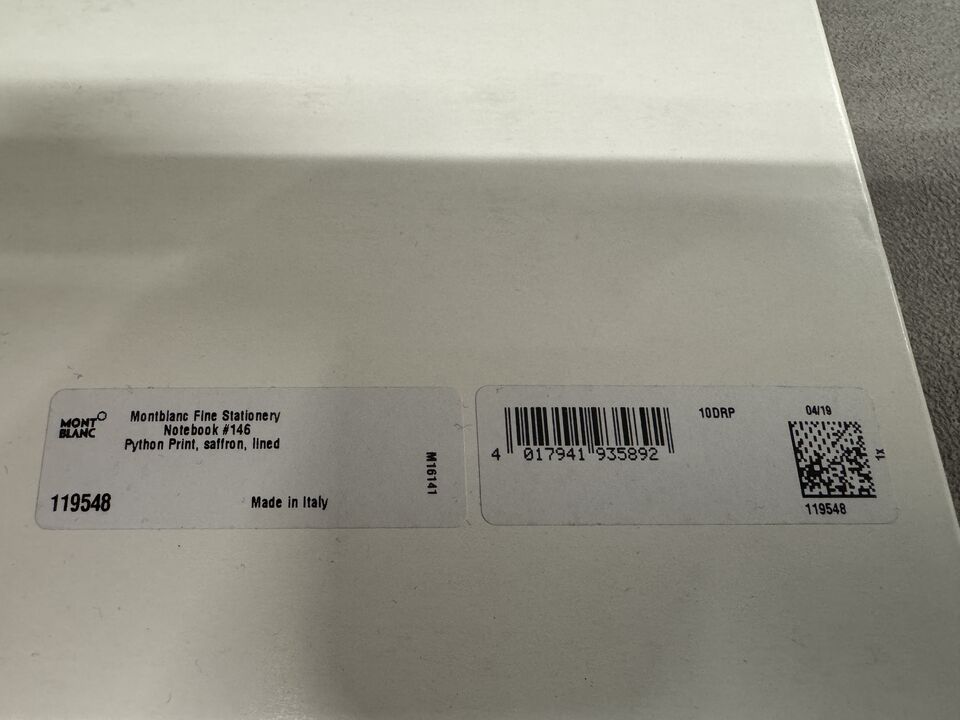 MONT
BLANC
Montblanc Fine Stationery
Notebook #146
Python Print, saffron, lined
M16141
119548
Made in Italy
4 017941 935892
10DRP
04/19
XL
119548